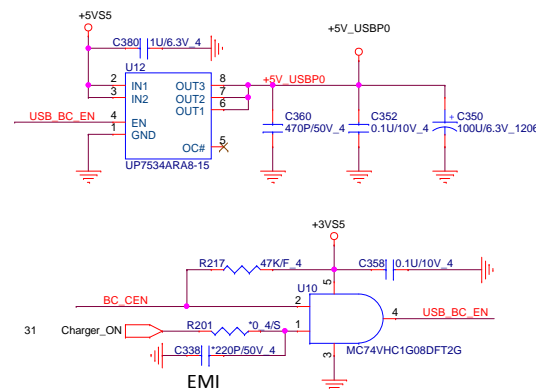 +5VS5
+5V_USBP0
C380 1U/6.3V_4
U12
2 IN1 OUT3 8 +5V_USBP0
3 IN2 OUT2 7
OUT1 6
USB_BC_EN 4 EN
1 GND
OC# 5
UP7534ARA8-15
C360 470P/50V_4
C352 0.1U/10V_4
+ C350 100U/6.3V_1206
+3VS5
R217 47K/F_4
C358 0.1U/10V_4
U10
5
BC_CEN 2
4 USB_BC_EN
31 Charger_ON R201 *0_4/S 1
MC74VHC1G08DFT2G
C338 *220P/50V_4
3
EMI